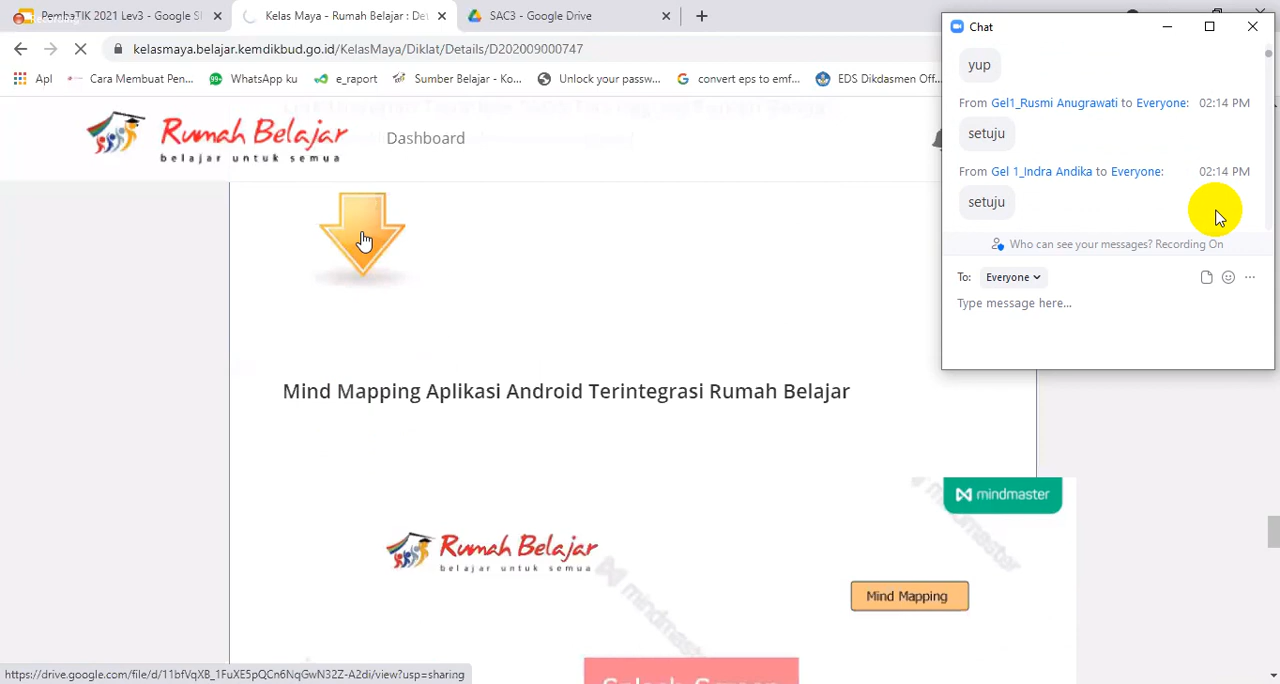 PembaTIK 2021 Lev3 - Google S
Kelas Maya - Rumah Belajar : Det
SAC3 - Google Drive
kelasmaya.belajar.kemdikbud.go.id/KelasMaya/Diklat/Details/D202009000747
Apl
Cara Membuat Pen...
WhatsApp ku
e_raport
Sumber Belajar - Ko...
Unlock your passw...
convert eps to emf...
EDS Dikdasmen Off...
Rumah Belajar
belajar untuk semua
Dashboard
Mind Mapping Aplikasi Android Terintegrasi Rumah Belajar
mindmaster
Rumah Belajar
belajar untuk semua
mindmaster
Mind Mapping
Splash Screen
https://drive.google.com/file/d/11bfVqXB_1FuXE5pQCn6NqGwN32Z-A2di/view?usp=sharing
Chat
yup
From Gel1_Rusmi Anugrawati to Everyone: 02:14 PM
setuju
From Gel 1_Indra Andika to Everyone: 02:14 PM
setuju
Who can see your messages? Recording On
To: Everyone
Type message here...